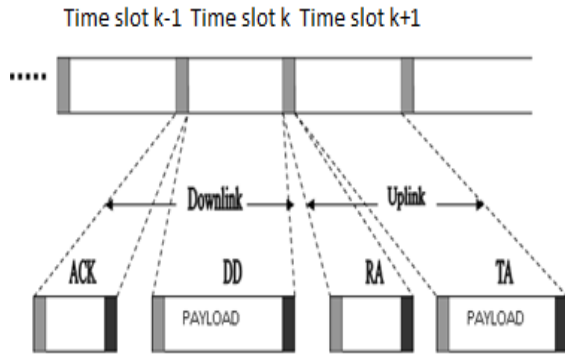 Time slot k-1 Time slot k Time slot k+1
Downlink Uplink
ACK DD RA TA
PAYLOAD PAYLOAD